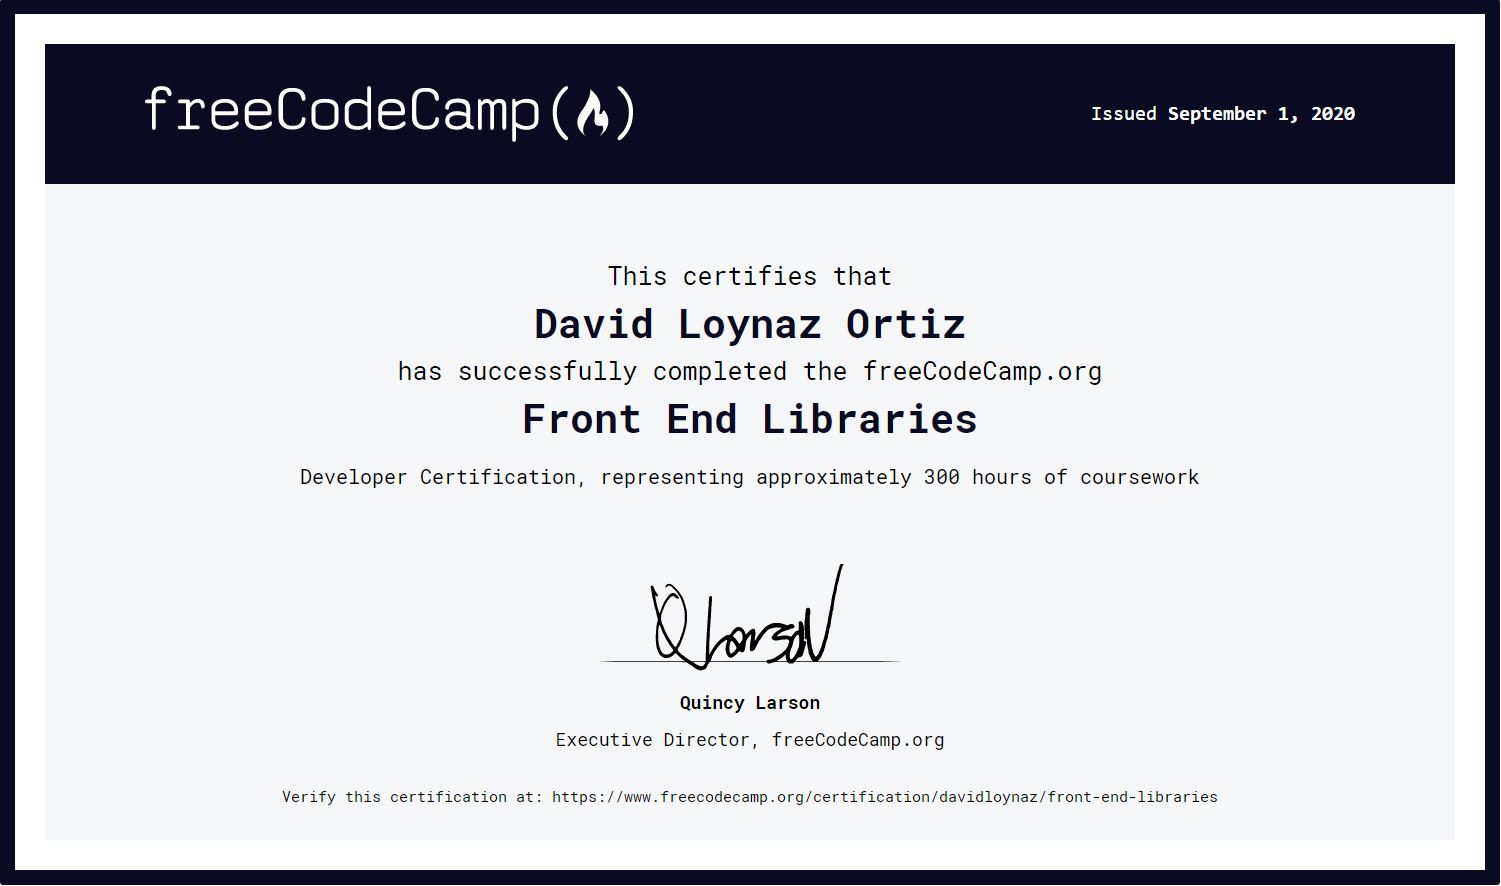 freeCodeCamp
Issued September 1, 2020
This certifies that
David Loynaz Ortiz
has successfully completed the freeCodeCamp.org
Front End Libraries
Developer Certification, representing approximately 300 hours of coursework
Q Larson
Quincy Larson
Executive Director, freeCodeCamp.org
Verify this certification at: https://www.freecodecamp.org/certification/davidloynaz/front-end-libraries